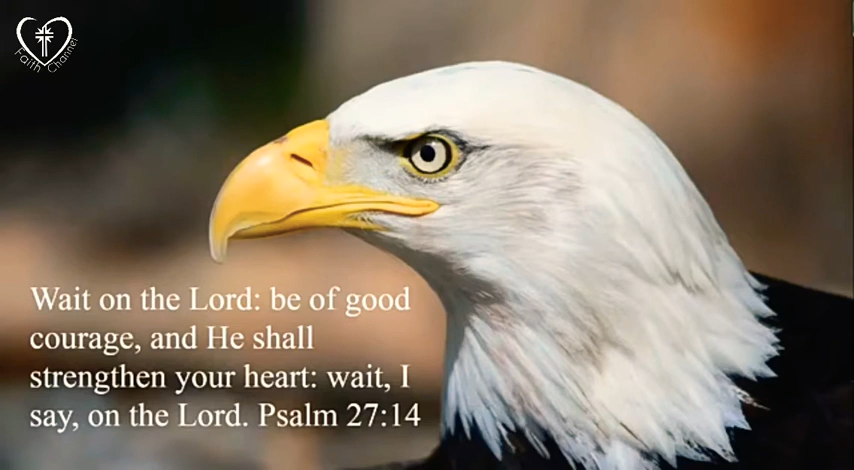 Faith Channel
Wait on the Lord: be of good
courage, and He shall
strengthen your heart: wait, I
say, on the Lord. Psalm 27:14